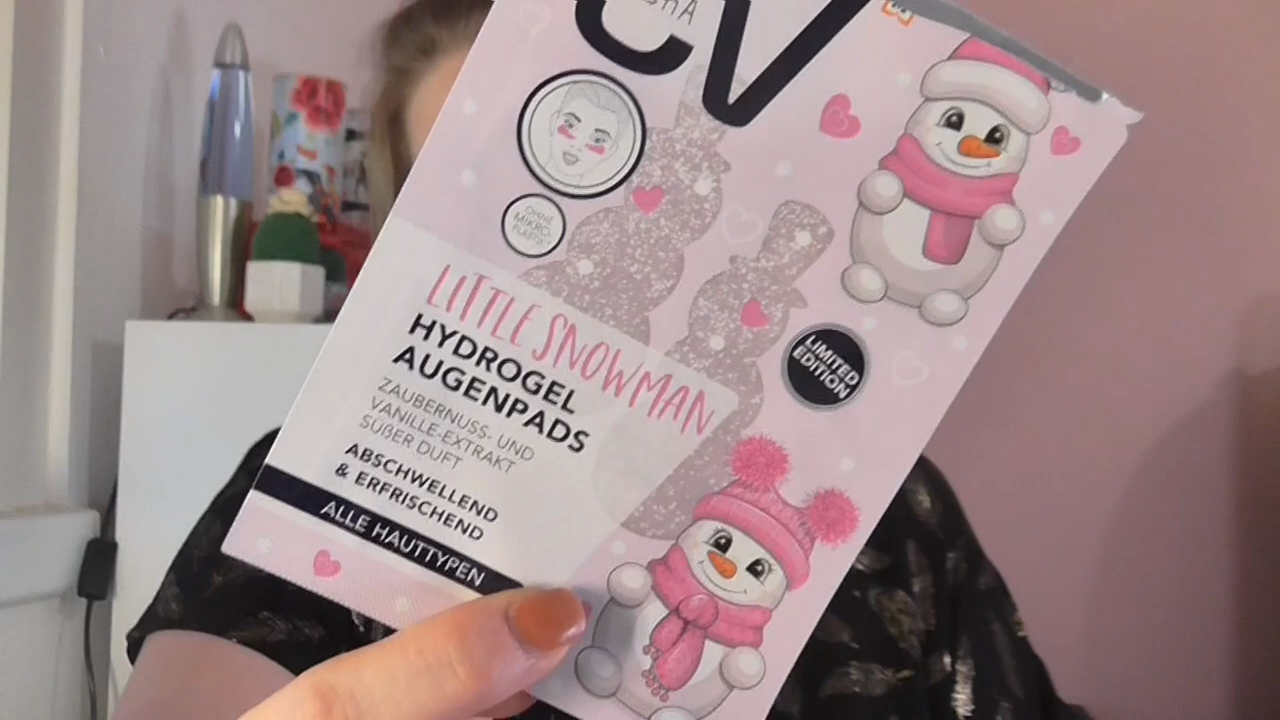 CV
OHNE
MIKRO-
PLASTIK*
LITTLE SNOWMAN
HYDROGEL
AUGENPADS
ZAUBERNUSS- UND
VANILLE-EXTRAKT
SÜẞER DUFT
ABSCHWELLEND
& ERFRISCHEND
ALLE HAUTTYPEN
LIMITED
EDITION